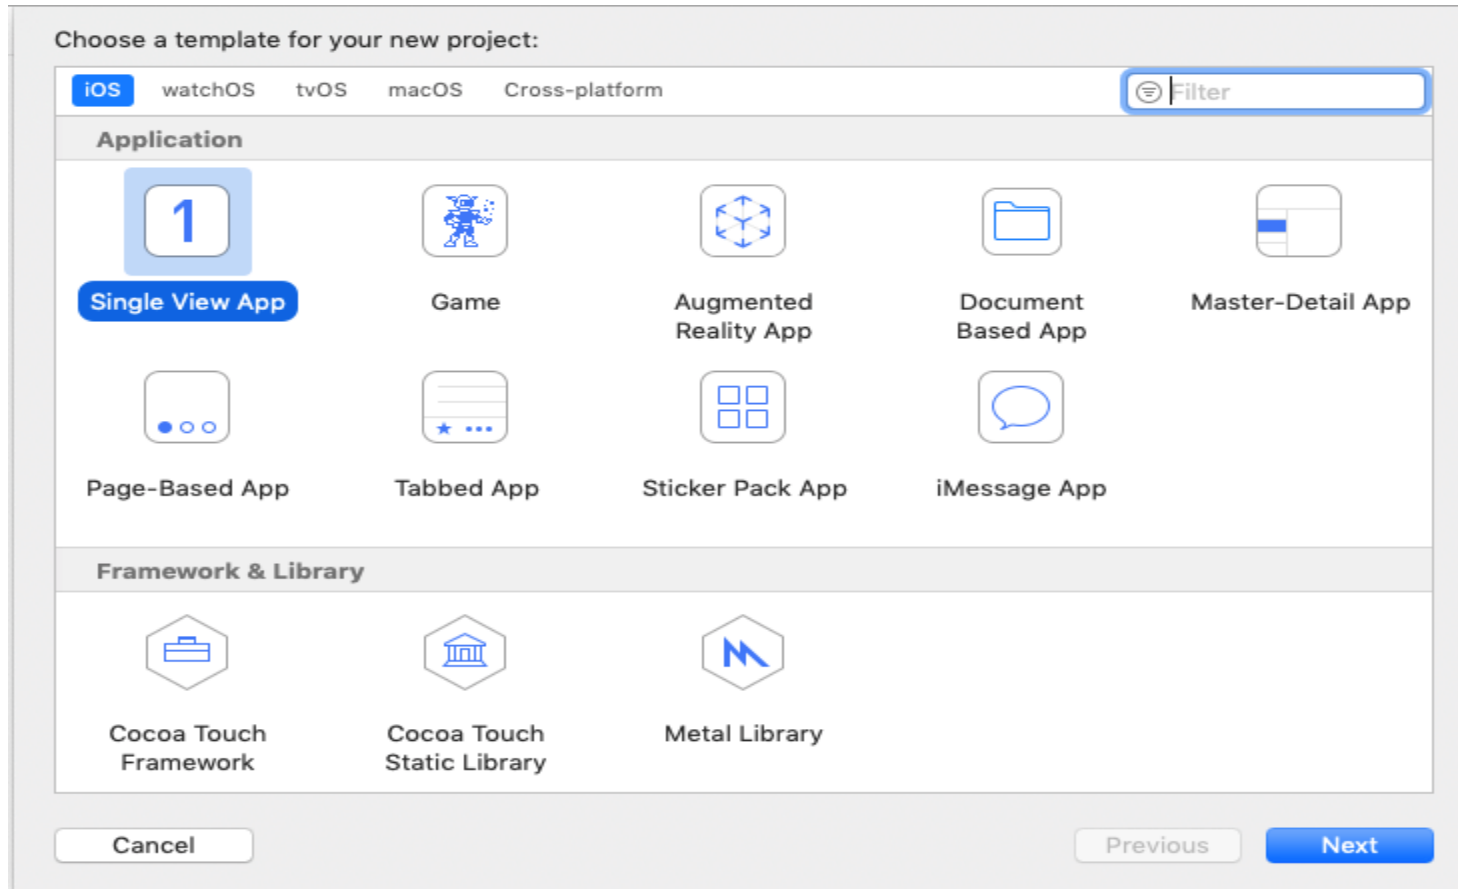 Choose a template for your new project:
iOS watchOS tvOS macOS Cross-platform Filter
Application
1
Single View App Game Augmented Reality App Document Based App Master-Detail App
Page-Based App Tabbed App Sticker Pack App iMessage App
Framework & Library
Cocoa Touch Framework Cocoa Touch Static Library Metal Library
Cancel Previous Next